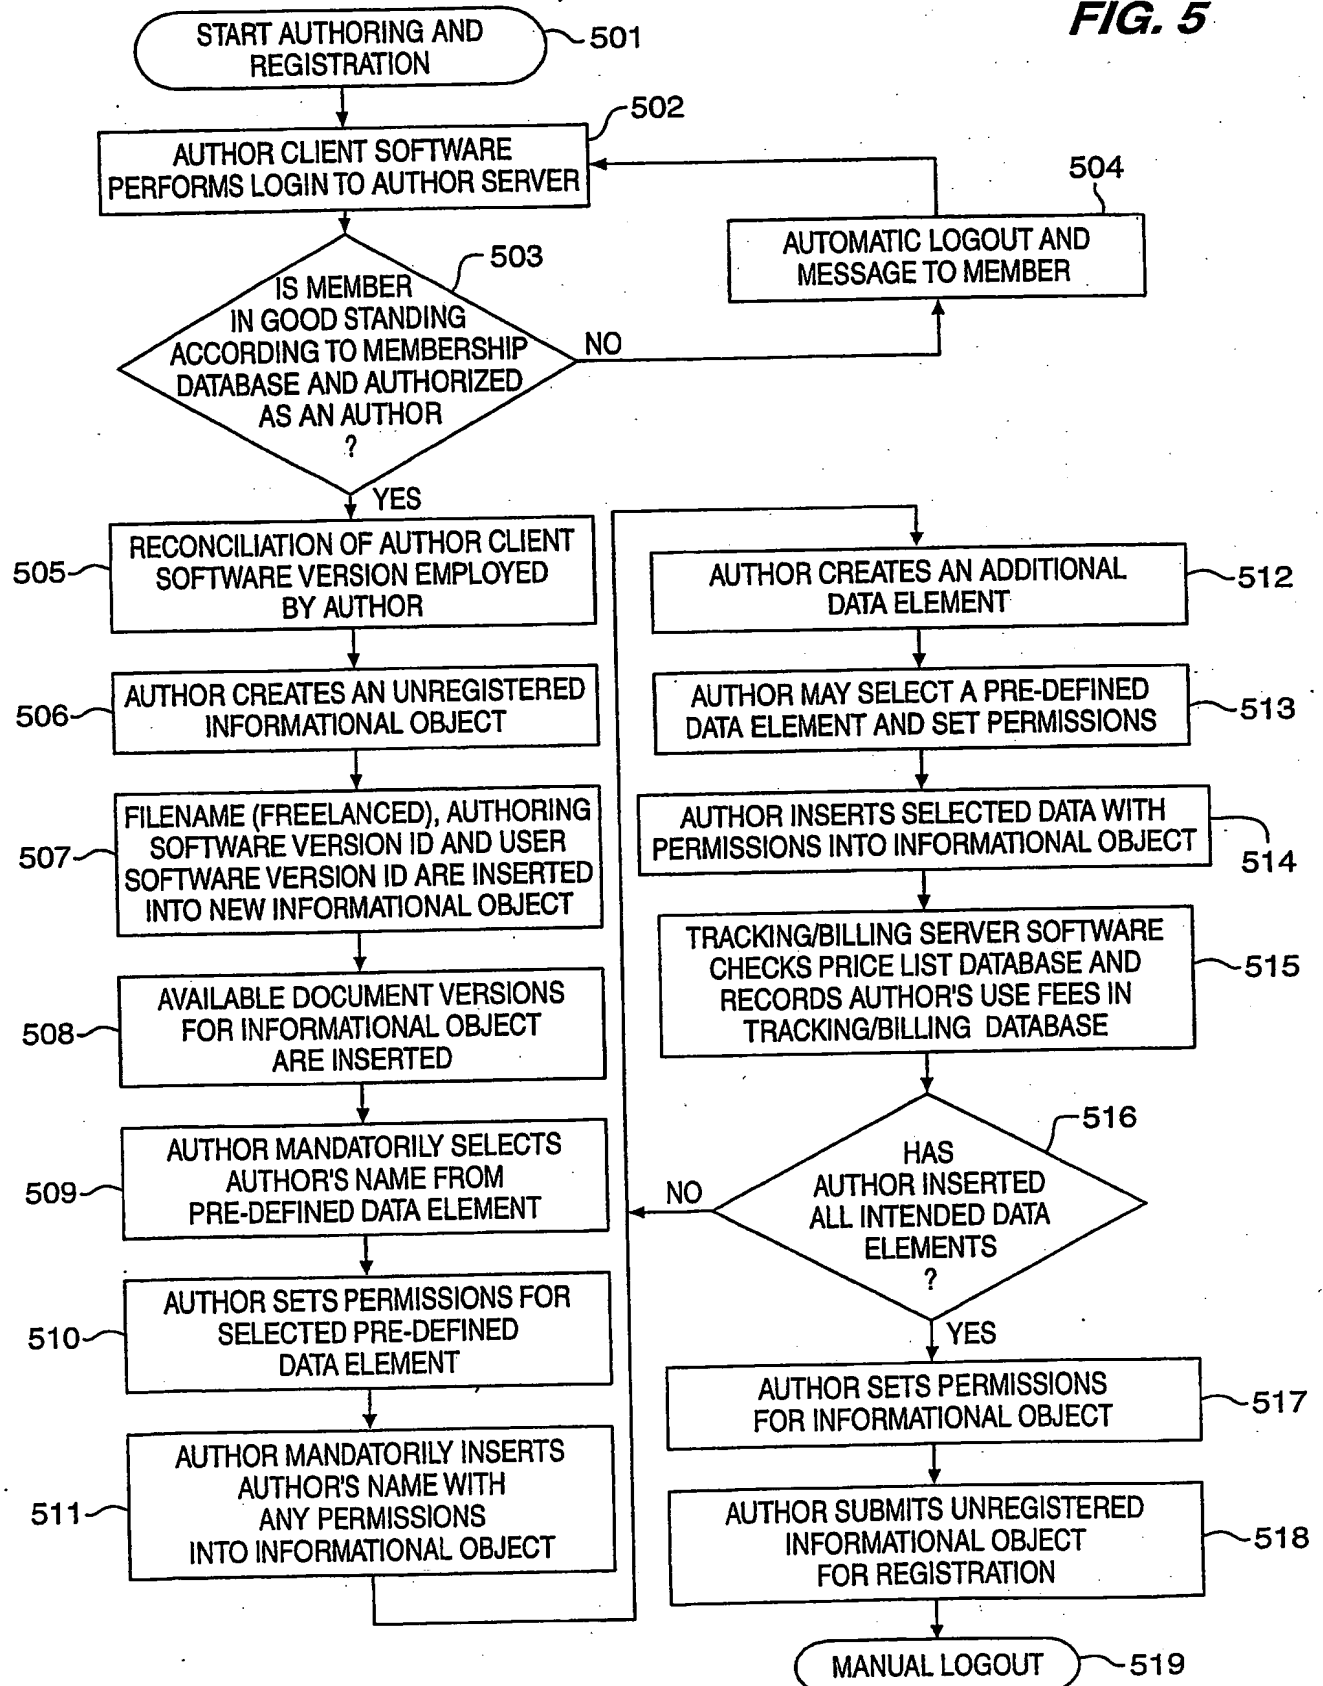 FIG. 5
START AUTHORING AND
REGISTRATION
501
502
AUTHOR CLIENT SOFTWARE
PERFORMS LOGIN TO AUTHOR SERVER
504
AUTOMATIC LOGOUT AND
MESSAGE TO MEMBER
503
IS MEMBER
IN GOOD STANDING
ACCORDING TO MEMBERSHIP
DATABASE AND AUTHORIZED
AS AN AUTHOR
?
NO
YES
505
RECONCILIATION OF AUTHOR CLIENT
SOFTWARE VERSION EMPLOYED
BY AUTHOR
506
AUTHOR CREATES AN UNREGISTERED
INFORMATIONAL OBJECT
507
FILENAME (FREELANCED), AUTHORING
SOFTWARE VERSION ID AND USER
SOFTWARE VERSION ID ARE INSERTED
INTO NEW INFORMATIONAL OBJECT
508
AVAILABLE DOCUMENT VERSIONS
FOR INFORMATIONAL OBJECT
ARE INSERTED
509
AUTHOR MANDATORILY SELECTS
AUTHOR'S NAME FROM
PRE-DEFINED DATA ELEMENT
510
AUTHOR SETS PERMISSIONS FOR
SELECTED PRE-DEFINED
DATA ELEMENT
511
AUTHOR MANDATORILY INSERTS
AUTHOR'S NAME WITH
ANY PERMISSIONS
INTO INFORMATIONAL OBJECT
AUTHOR CREATES AN ADDITIONAL
DATA ELEMENT
512
AUTHOR MAY SELECT A PRE-DEFINED
DATA ELEMENT AND SET PERMISSIONS
513
AUTHOR INSERTS SELECTED DATA WITH
PERMISSIONS INTO INFORMATIONAL OBJECT
514
TRACKING/BILLING SERVER SOFTWARE
CHECKS PRICE LIST DATABASE AND
RECORDS AUTHOR'S USE FEES IN
TRACKING/BILLING DATABASE
515
516
HAS
AUTHOR INSERTED
ALL INTENDED DATA
ELEMENTS
?
NO
YES
AUTHOR SETS PERMISSIONS
FOR INFORMATIONAL OBJECT
517
AUTHOR SUBMITS UNREGISTERED
INFORMATIONAL OBJECT
FOR REGISTRATION
518
MANUAL LOGOUT
519